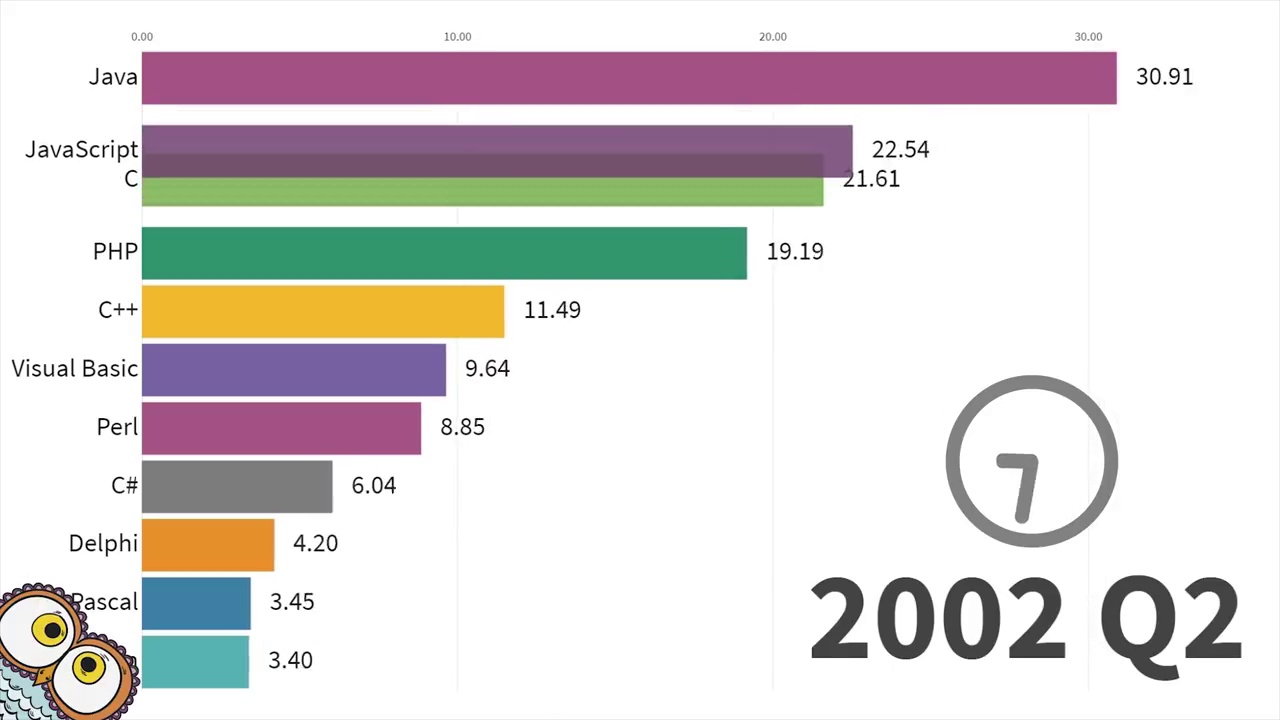 0.00 10.00 20.00 30.00
Java 30.91
JavaScript 22.54
C 21.61
PHP 19.19
C++ 11.49
Visual Basic 9.64
Perl 8.85
C# 6.04
Delphi 4.20
Pascal 3.45
3.40
2002 Q2